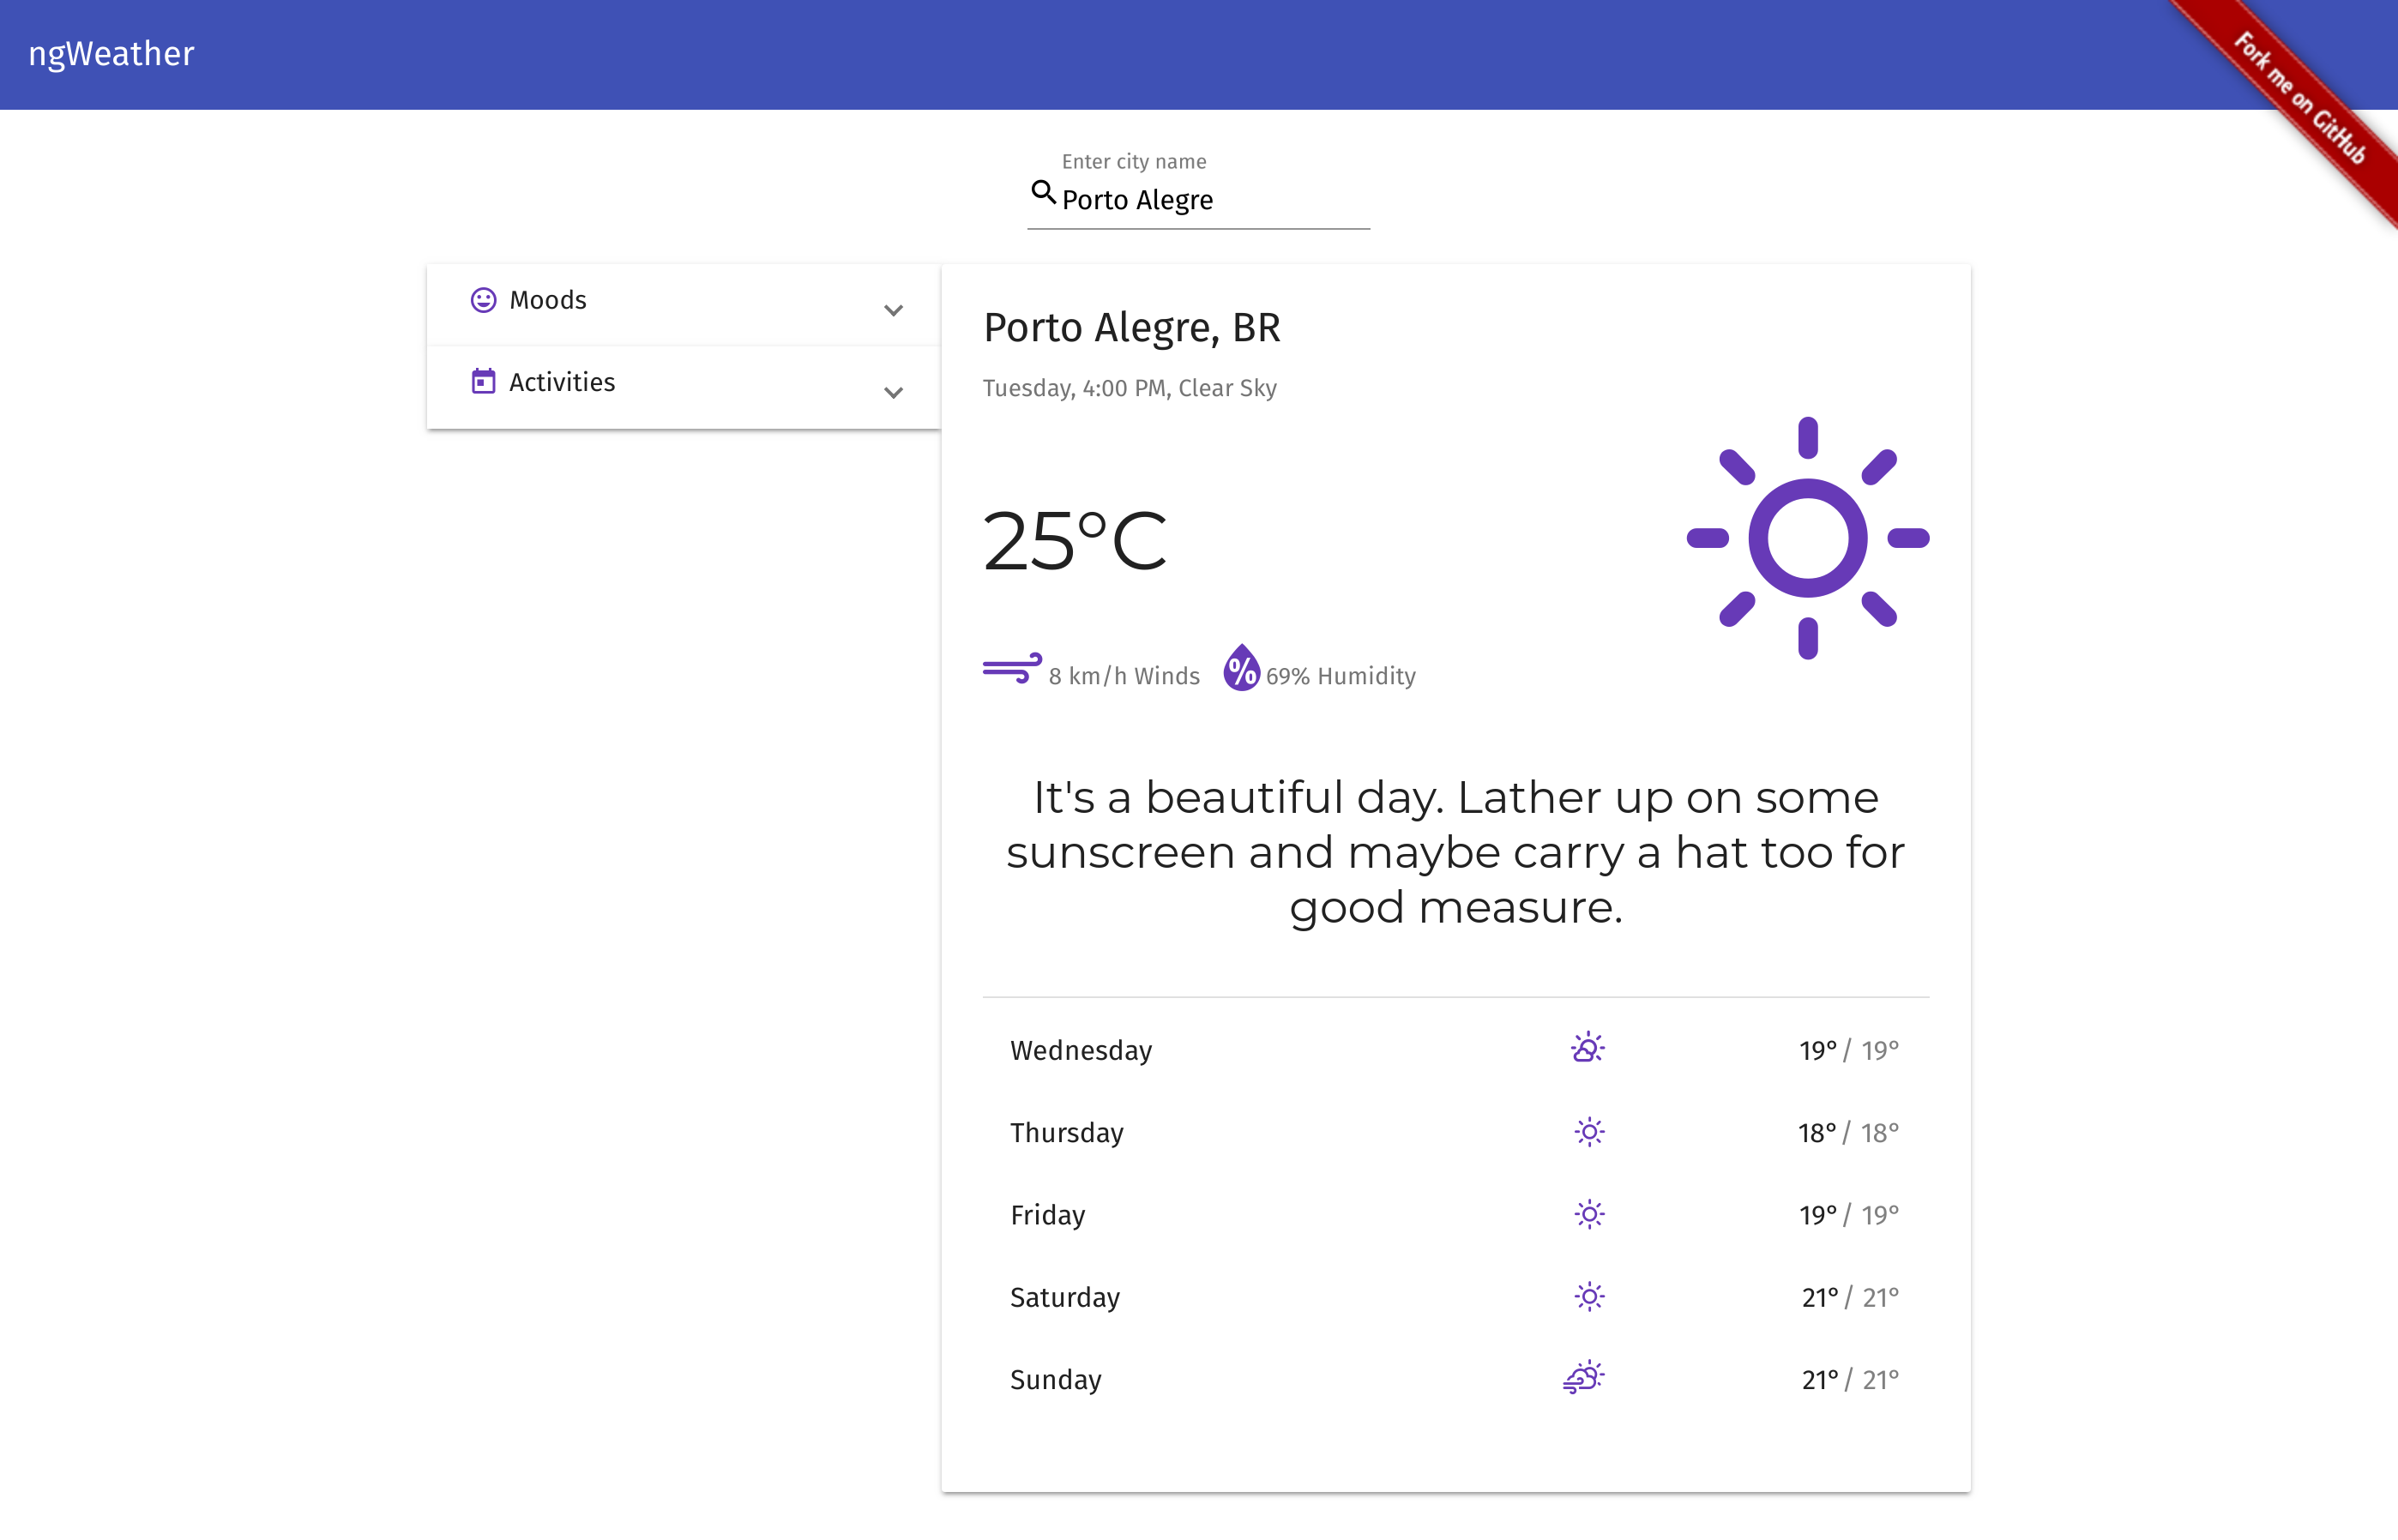 ngWeather
Fork me on GitHub
Enter city name
Porto Alegre
Moods
Activities
Porto Alegre, BR
Tuesday, 4:00 PM, Clear Sky
25°C
8 km/h Winds % 69% Humidity
It's a beautiful day. Lather up on some
sunscreen and maybe carry a hat too for
good measure.
Wednesday 19° / 19°
Thursday 18° / 18°
Friday 19° / 19°
Saturday 21° / 21°
Sunday 21° / 21°